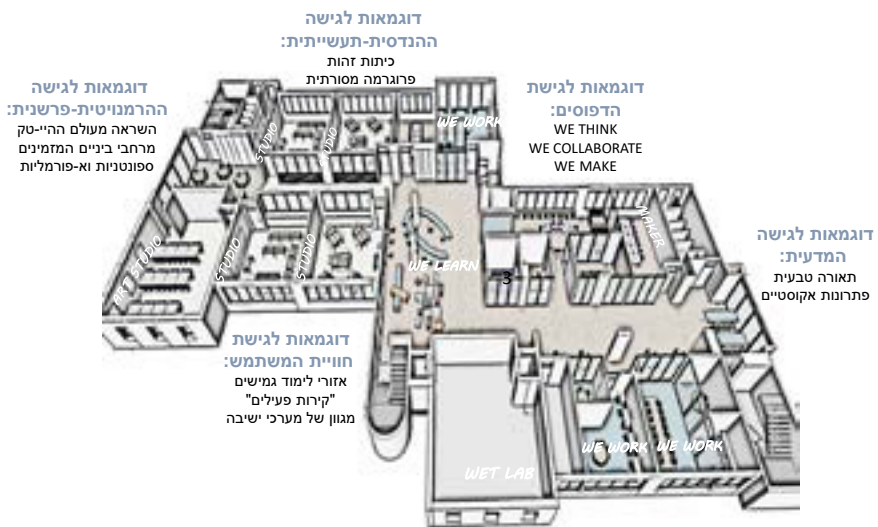 דוגמאות לגישה
ההנדסית-תעשייתית:
כיתות זהות
פרוגרמה מסורתית
דוגמאות לגישה
ההרמנויטית-פרשנית:
השראה מעולם ההיי-טק
מרחבי ביניים המזמינים
ספונטניות וא-פורמליות
דוגמאות לגישת
הדפוסים:
WE THINK
WE COLLABORATE
WE MAKE
דוגמאות לגישה
המדעית:
תאורה טבעית
פתרונות אקוסטיים
דוגמאות לגישת
חוויית המשתמש:
אזורי לימוד גמישים
"קירות פעילים"
מגוון של מערכי ישיבה
STUDIO
STUDIO
WE WORK
ART STUDIO
STUDIO
STUDIO
WE LEARN
3
MAKER
WET LAB
WE WORK
WE WORK